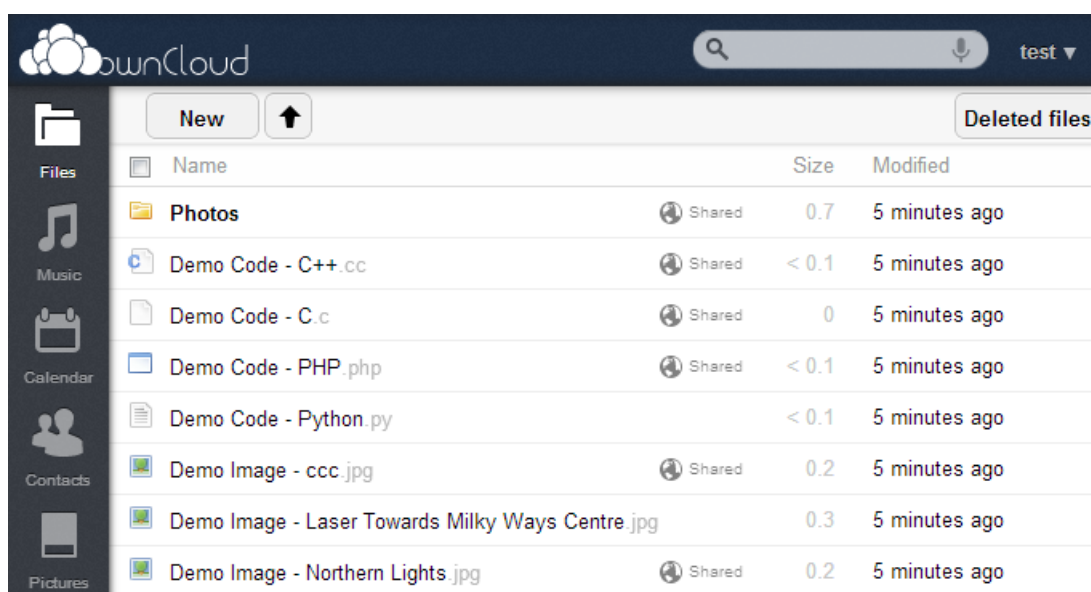 ownCloud
test ▼
New
Deleted files
Files
Name Size Modified
Photos Shared 0.7 5 minutes ago
Music
Demo Code - C++.cc Shared < 0.1 5 minutes ago
Demo Code - C.c Shared 0 5 minutes ago
Calendar
Demo Code - PHP.php Shared < 0.1 5 minutes ago
Demo Code - Python.py < 0.1 5 minutes ago
Contacts
Demo Image - ccc.jpg Shared 0.2 5 minutes ago
Demo Image - Laser Towards Milky Ways Centre.jpg 0.3 5 minutes ago
Pictures
Demo Image - Northern Lights.jpg Shared 0.2 5 minutes ago